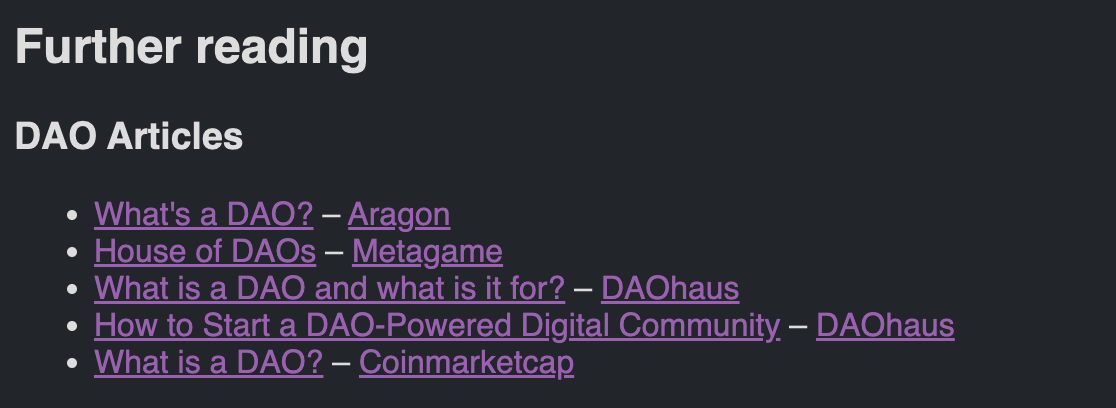 Further reading
DAO Articles
What's a DAO? – Aragon
House of DAOs – Metagame
What is a DAO and what is it for? – DAOhaus
How to Start a DAO-Powered Digital Community – DAOhaus
What is a DAO? – Coinmarketcap